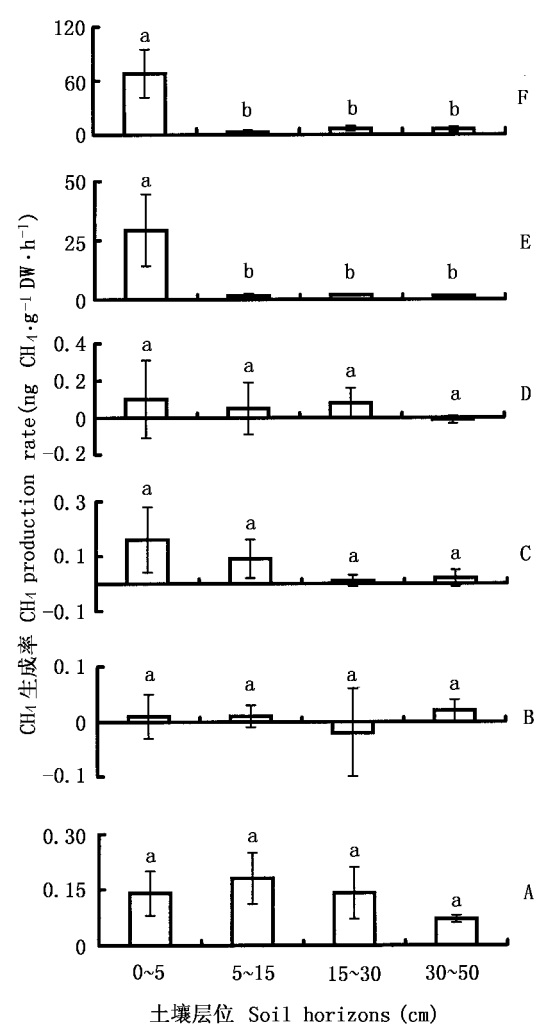 120
a
60
b
b
b
F
0
50
a
25
b
b
b
E
0
0.4
a
a
a
0.2
a
D
0
-0.2
0.3
a
a
a
a
0.1
C
-0.1
0.1
a
a
a
a
0
B
-0.1
0.30
a
a
a
0.15
a
A
0
0~5
5~15
15~30
30~50
土壤层位 Soil horizons (cm)
CH₄生成率 CH₄ production rate(ng CH₄·g⁻¹ DW·h⁻¹)